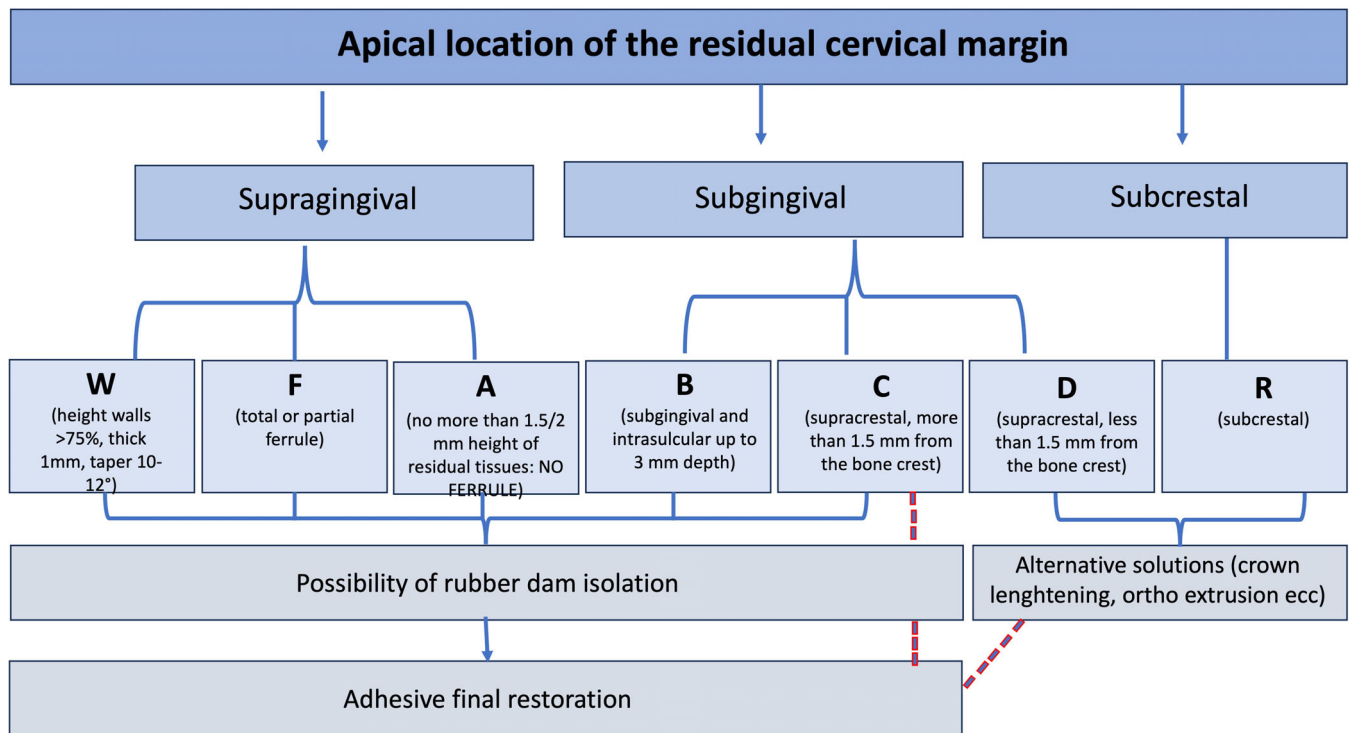 Apical location of the residual cervical margin
Supragingival
Subgingival
Subcrestal
W
(height walls
>75%, thick
1mm, taper 10-
12°)
F
(total or partial
ferrule)
A
(no more than 1.5/2
mm height of
residual tissues: NO
FERRULE)
B
(subgingival and
intrasulcular up to
3 mm depth)
C
(supracrestal, more
than 1.5 mm from
the bone crest)
D
(supracrestal, less
than 1.5 mm from
the bone crest)
R
(subcrestal)
Possibility of rubber dam isolation
Alternative solutions (crown
lenghtening, ortho extrusion ecc)
Adhesive final restoration